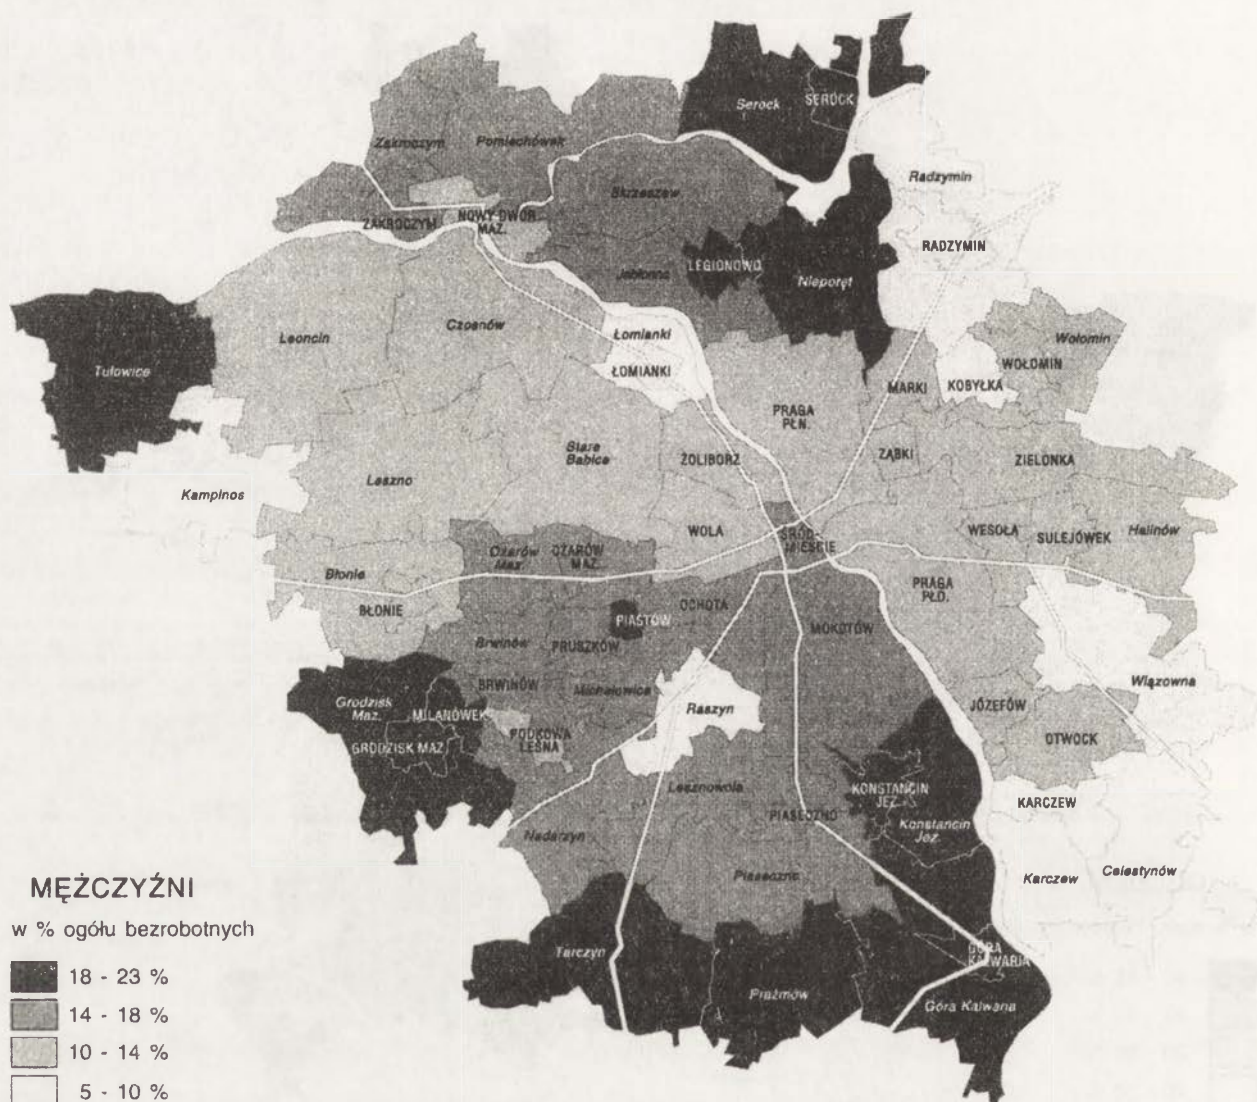 Serock
SEROCK
Zakroczym
Pomiechówek
Radzymin
Skrzeszew
ZAKROCZYM
NOWY DWÓR
MAZ.
RADZYMIN
LEGIONOWO
Jabłonna
Nieporęt
Leoncin
Czosnów
Łomianki
Wołomin
Tułowice
ŁOMIANKI
WOŁOMIN
MARKI
KOBYŁKA
PRAGA
PŁN.
Stare
Babice
ŻOLIBORZ
ZĄBKI
ZIELONKA
Leszno
Kampinos
WOLA
ŚRÓD-
MIEŚCIE
WESOŁA
SULEJÓWEK
Halinów
Ożarów
Maz.
OŻARÓW
MAZ.
Błonie
BŁONIE
PRAGA
PŁD.
OCHOTA
PIASTÓW
MOKOTÓW
Brwinów
PRUSZKÓW
Wiązowna
BRWINÓW
Michałowice
Grodzisk
Maz.
MILANÓWEK
Raszyn
JÓZEFÓW
PODKOWA
LEŚNA
GRODZISK MAZ
OTWOCK
Lesznowola
KONSTANCIN
JEZ.
KARCZEW
PIASECZNO
Konstancin
Jez.
Nadarzyn
Piaseczno
Karczew
Celestynów
MĘŻCZYŹNI
w % ogółu bezrobotnych
Tarczyn
GÓRA
KALWARIA
18 - 23 %
Prażmów
Góra Kalwaria
14 - 18 %
10 - 14 %
5 - 10 %